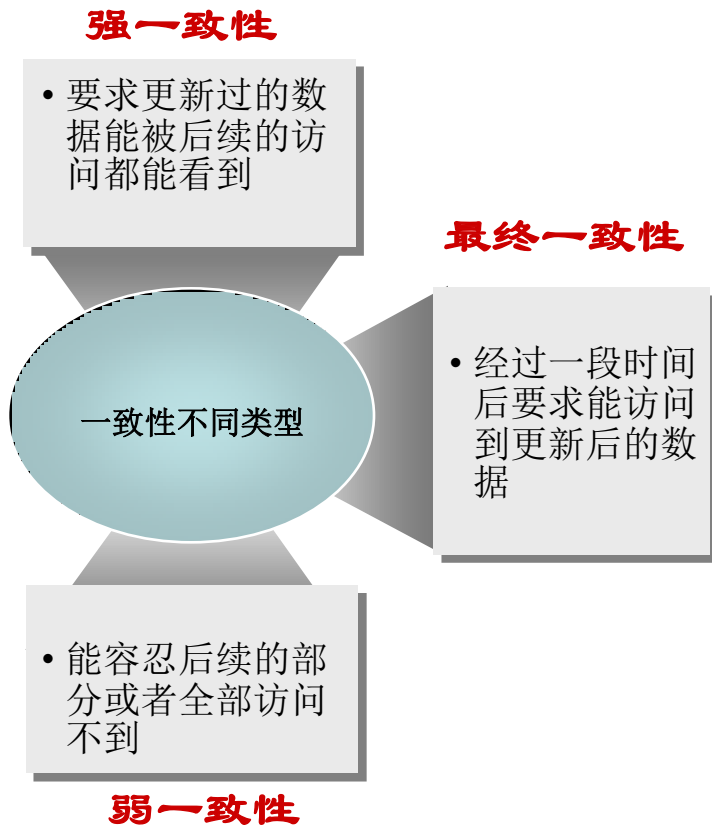 强一致性
• 要求更新过的数
据能被后续的访
问都能看到
最终一致性
• 经过一段时间
后要求能访问
到更新后的数
据
一致性不同类型
• 能容忍后续的部
分或者全部访问
不到
弱一致性